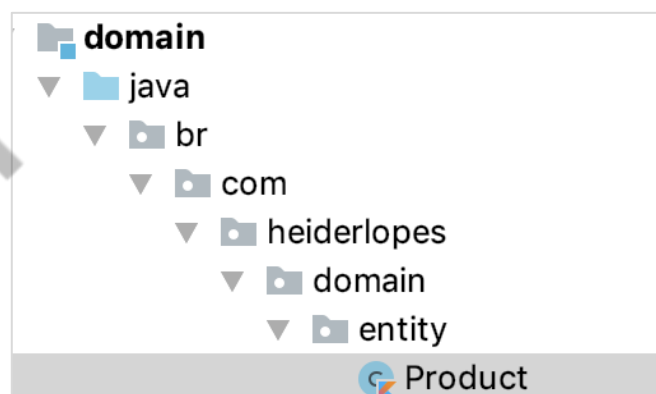 domain
java
br
com
heiderlopes
domain
entity
Product